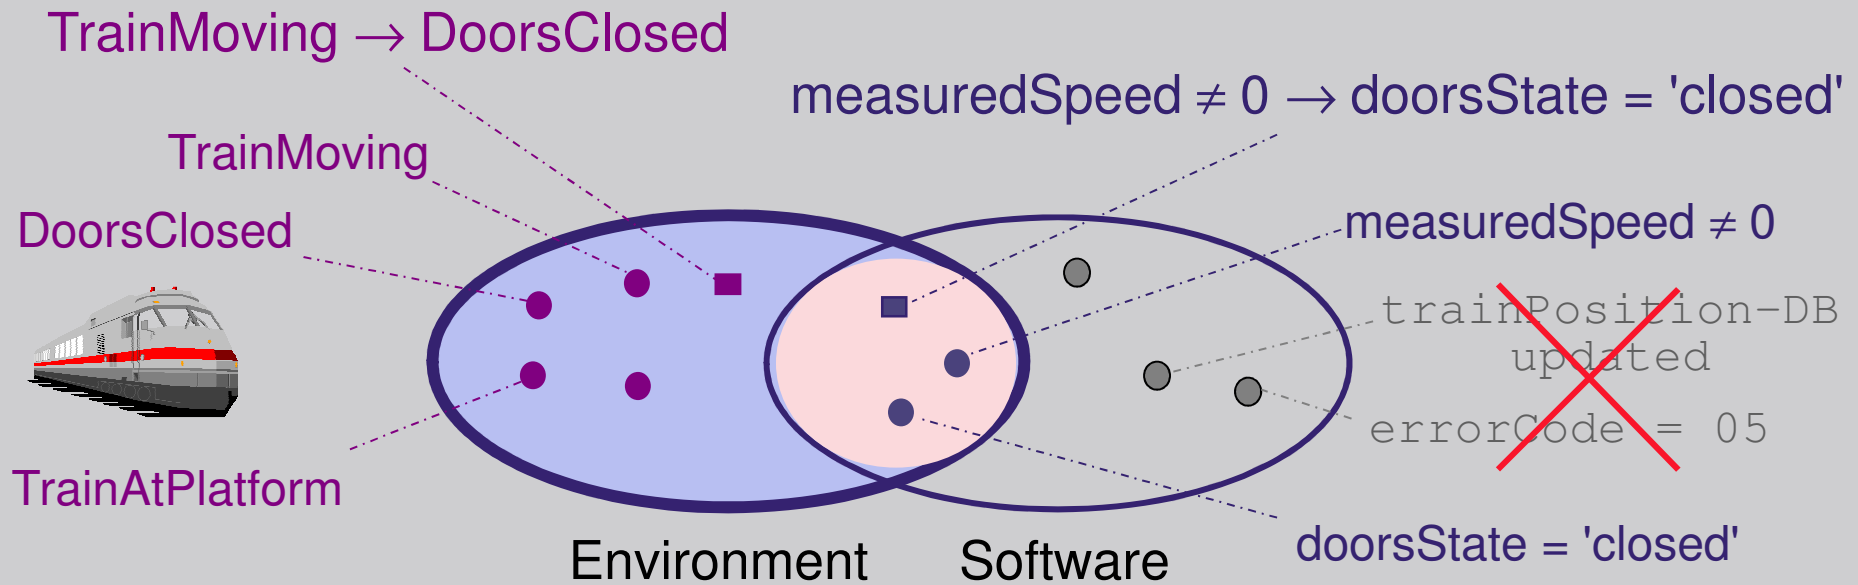 TrainMoving → DoorsClosed
measuredSpeed ≠ 0 → doorsState = 'closed'
TrainMoving
DoorsClosed
measuredSpeed ≠ 0
trainPosition-DB
updated
errorCode = 05
TrainAtPlatform
doorsState = 'closed'
Environment
Software